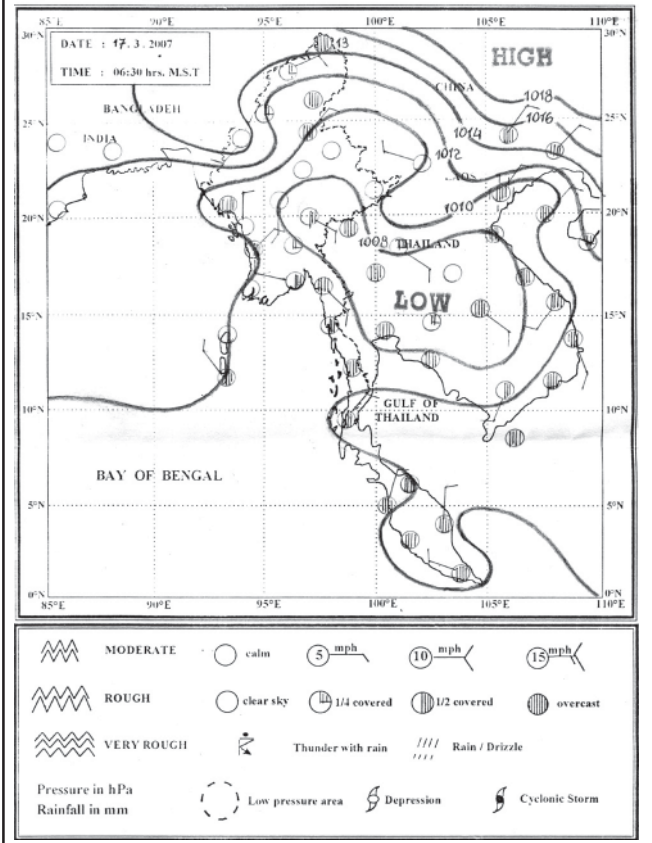 85°E 90°E 95°E 100°E 105°E 110°E
30°N 30°N
DATE : 17.3.2007
TIME : 06:30 hrs. M.S.T
13
HIGH
CHINA
BANGLADEH
INDIA
1018
1016
1014
1012
1010
1008
25°N 25°N
20°N 20°N
THAILAND
LOW
15°N 15°N
10°N 10°N
GULF OF
THAILAND
BAY OF BENGAL
5°N 5°N
0°N 0°N
85°E 90°E 95°E 100°E 105°E 110°E
MODERATE calm 5 mph 10 mph 15 mph
ROUGH clear sky 1/4 covered 1/2 covered overcast
VERY ROUGH Thunder with rain Rain / Drizzle
Pressure in hPa
Rainfall in mm
Low pressure area Depression Cyclonic Storm